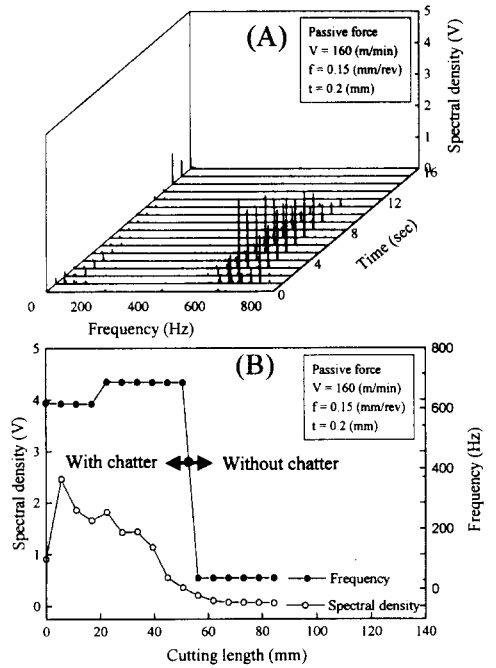 (A)
Passive force
V = 160 (m/min)
f = 0.15 (mm/rev)
t = 0.2 (mm)
5
4
3
2
1
0
Spectral density (V)
16
12
8
4
0
Time (sec)
0 200 400 600 800
Frequency (Hz)
(B)
Passive force
V = 160 (m/min)
f = 0.15 (mm/rev)
t = 0.2 (mm)
5
4
3
2
1
0
Spectral density (V)
800
600
400
200
0
Frequency (Hz)
With chatter
Without chatter
Frequency
Spectral density
0 20 40 60 80 100 120 140
Cutting length (mm)